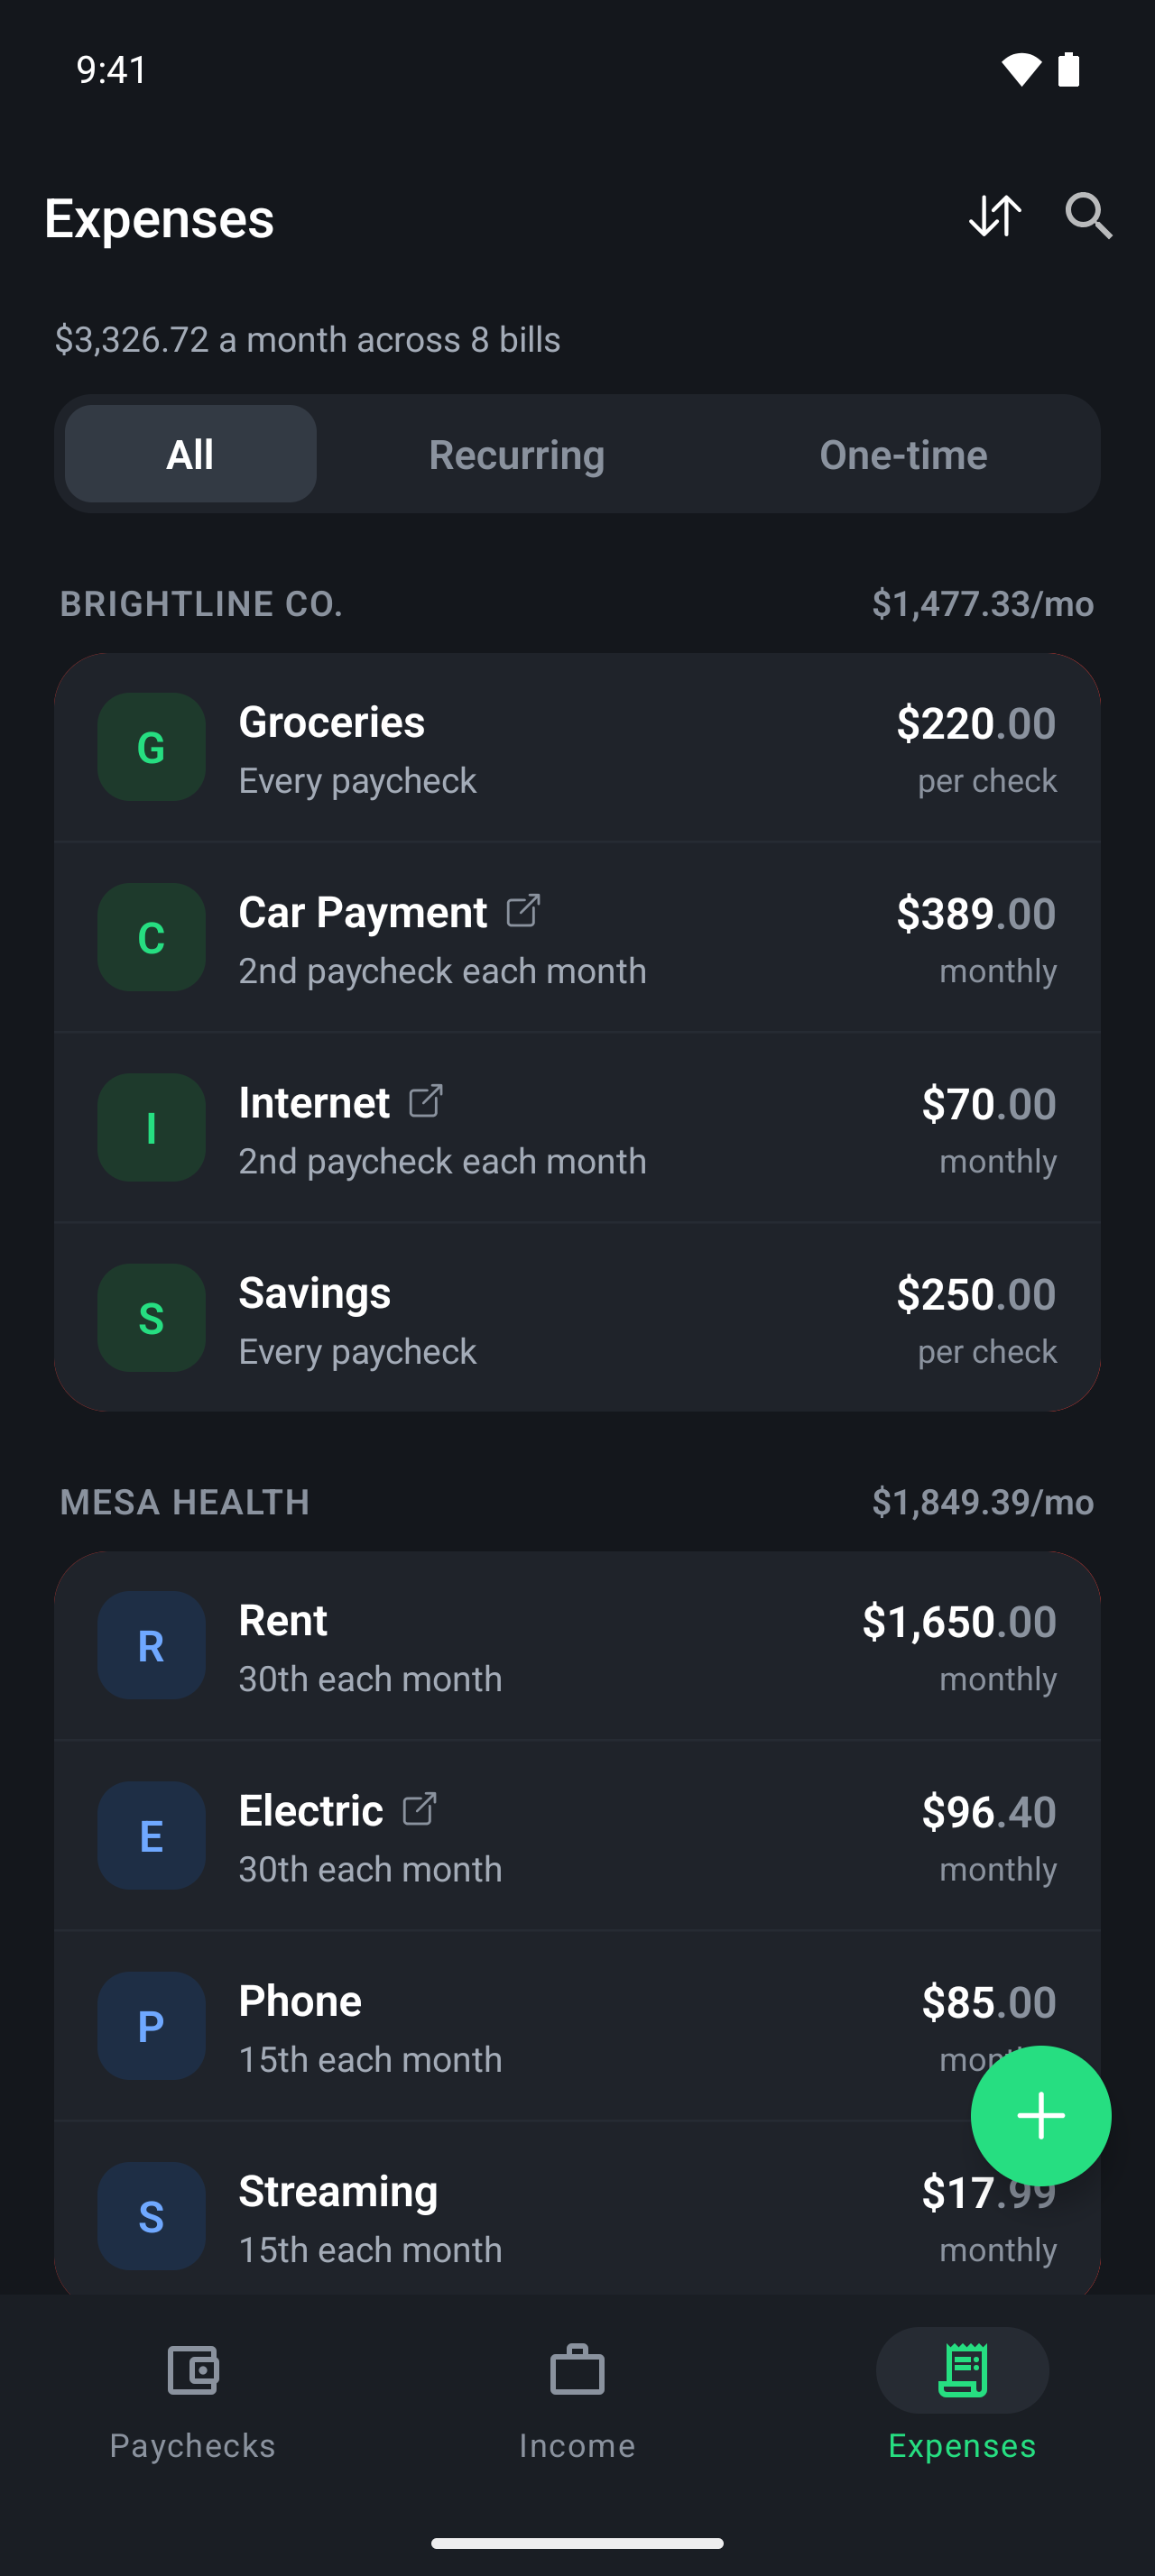 9:41
Expenses
$3,326.72 a month across 8 bills
All Recurring One-time
BRIGHTLINE CO. $1,477.33/mo
G Groceries $220.00
Every paycheck per check
C Car Payment $389.00
2nd paycheck each month monthly
I Internet $70.00
2nd paycheck each month monthly
S Savings $250.00
Every paycheck per check
MESA HEALTH $1,849.39/mo
R Rent $1,650.00
30th each month monthly
E Electric $96.40
30th each month monthly
P Phone $85.00
15th each month
S Streaming $17.99
15th each month monthly
Paychecks Income Expenses